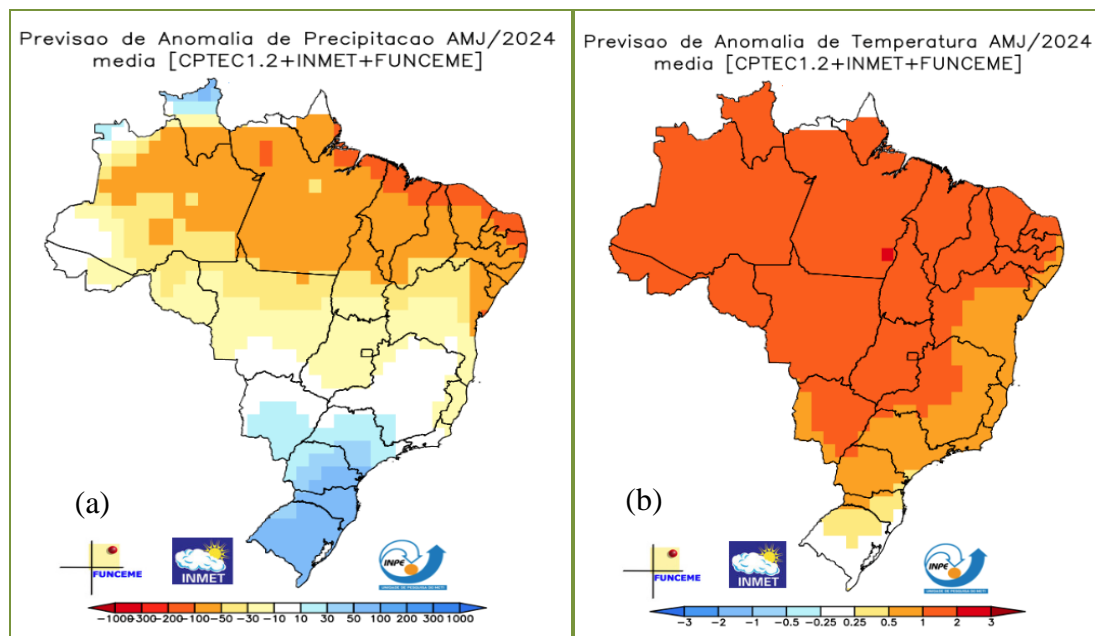 Previsao de Anomalia de Precipitacao AMJ/2024
media [CPTEC1.2+INMET+FUNCEME]
(a)
FUNCEME
INMET
INPE
-1000 -300 -200 -100 -50 -30 -10 10 30 50 100 200 300 1000
Previsao de Anomalia de Temperatura AMJ/2024
media [CPTEC1.2+INMET+FUNCEME]
(b)
FUNCEME
INMET
INPE
-3 -2 -1 -0.5 -0.25 0.25 0.5 1 2 3